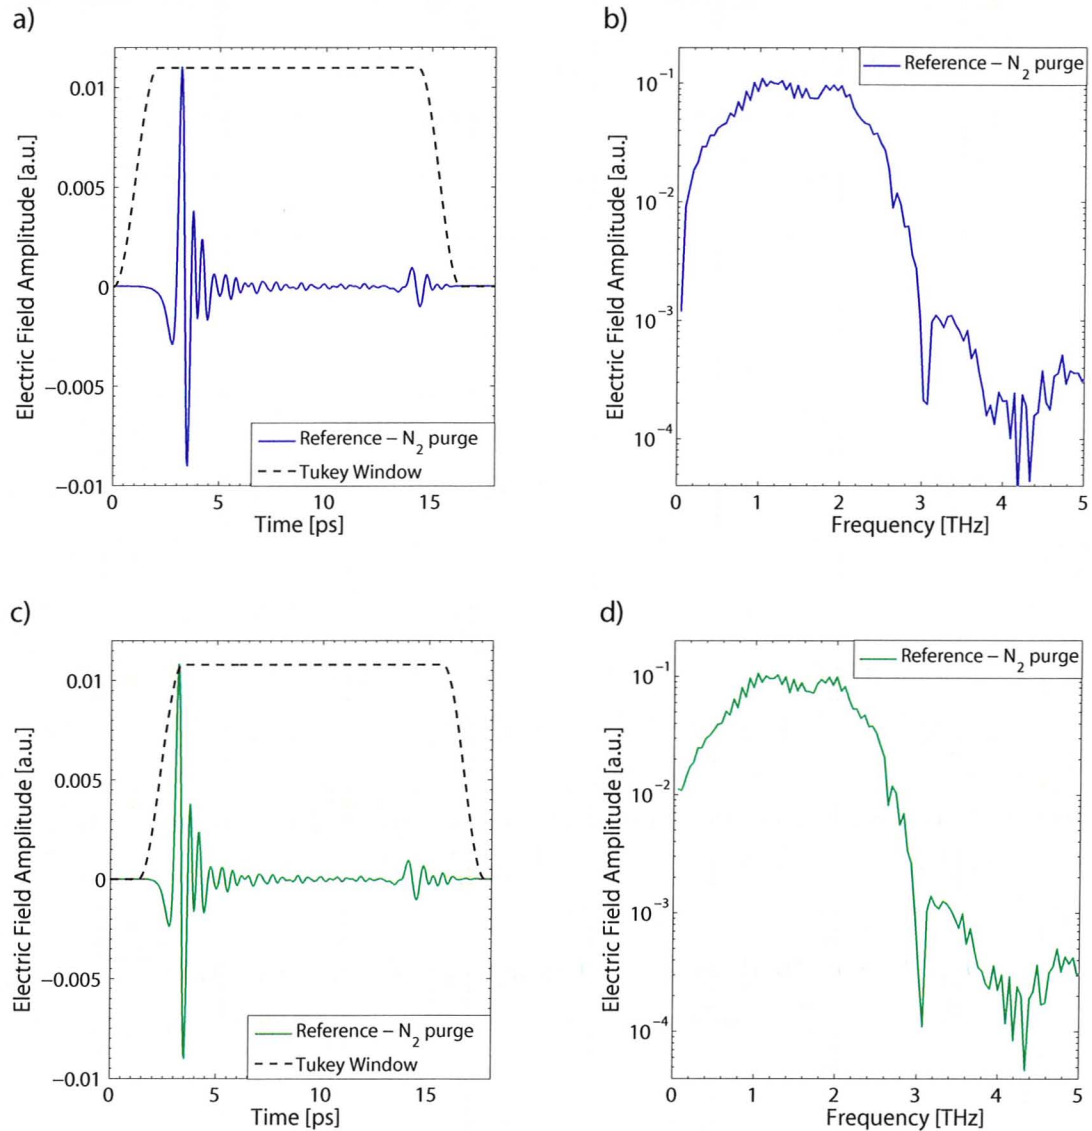 a)
0.01
0.005
0
−0.005
−0.01
0
5
10
15
Electric Field Amplitude [a.u.]
Time [ps]
Reference – N2 purge
Tukey Window
b)
10−1
10−2
10−3
10−4
0
1
2
3
4
5
Electric Field Amplitude [a.u.]
Frequency [THz]
Reference – N2 purge
c)
0.01
0.005
0
−0.005
−0.01
0
5
10
15
Electric Field Amplitude [a.u.]
Time [ps]
Reference – N2 purge
Tukey Window
d)
10−1
10−2
10−3
10−4
0
1
2
3
4
5
Electric Field Amplitude [a.u.]
Frequency [THz]
Reference – N2 purge